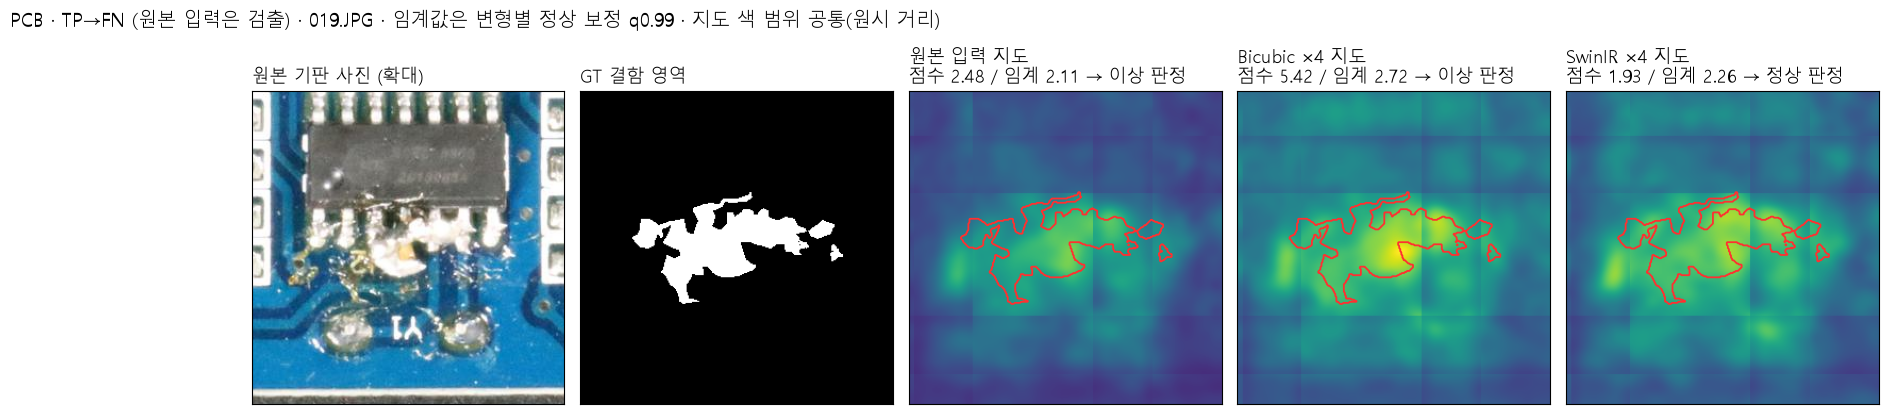 PCB · TP→FN (원본 입력은 검출) · 019.JPG · 임계값은 변형별 정상 보정 q0.99 · 지도 색 범위 공통(원시 거리)
원본 기판 사진 (확대)
GT 결함 영역
원본 입력 지도
점수 2.48 / 임계 2.11 → 이상 판정
Bicubic ×4 지도
점수 5.42 / 임계 2.72 → 이상 판정
SwinIR ×4 지도
점수 1.93 / 임계 2.26 → 정상 판정
Y1